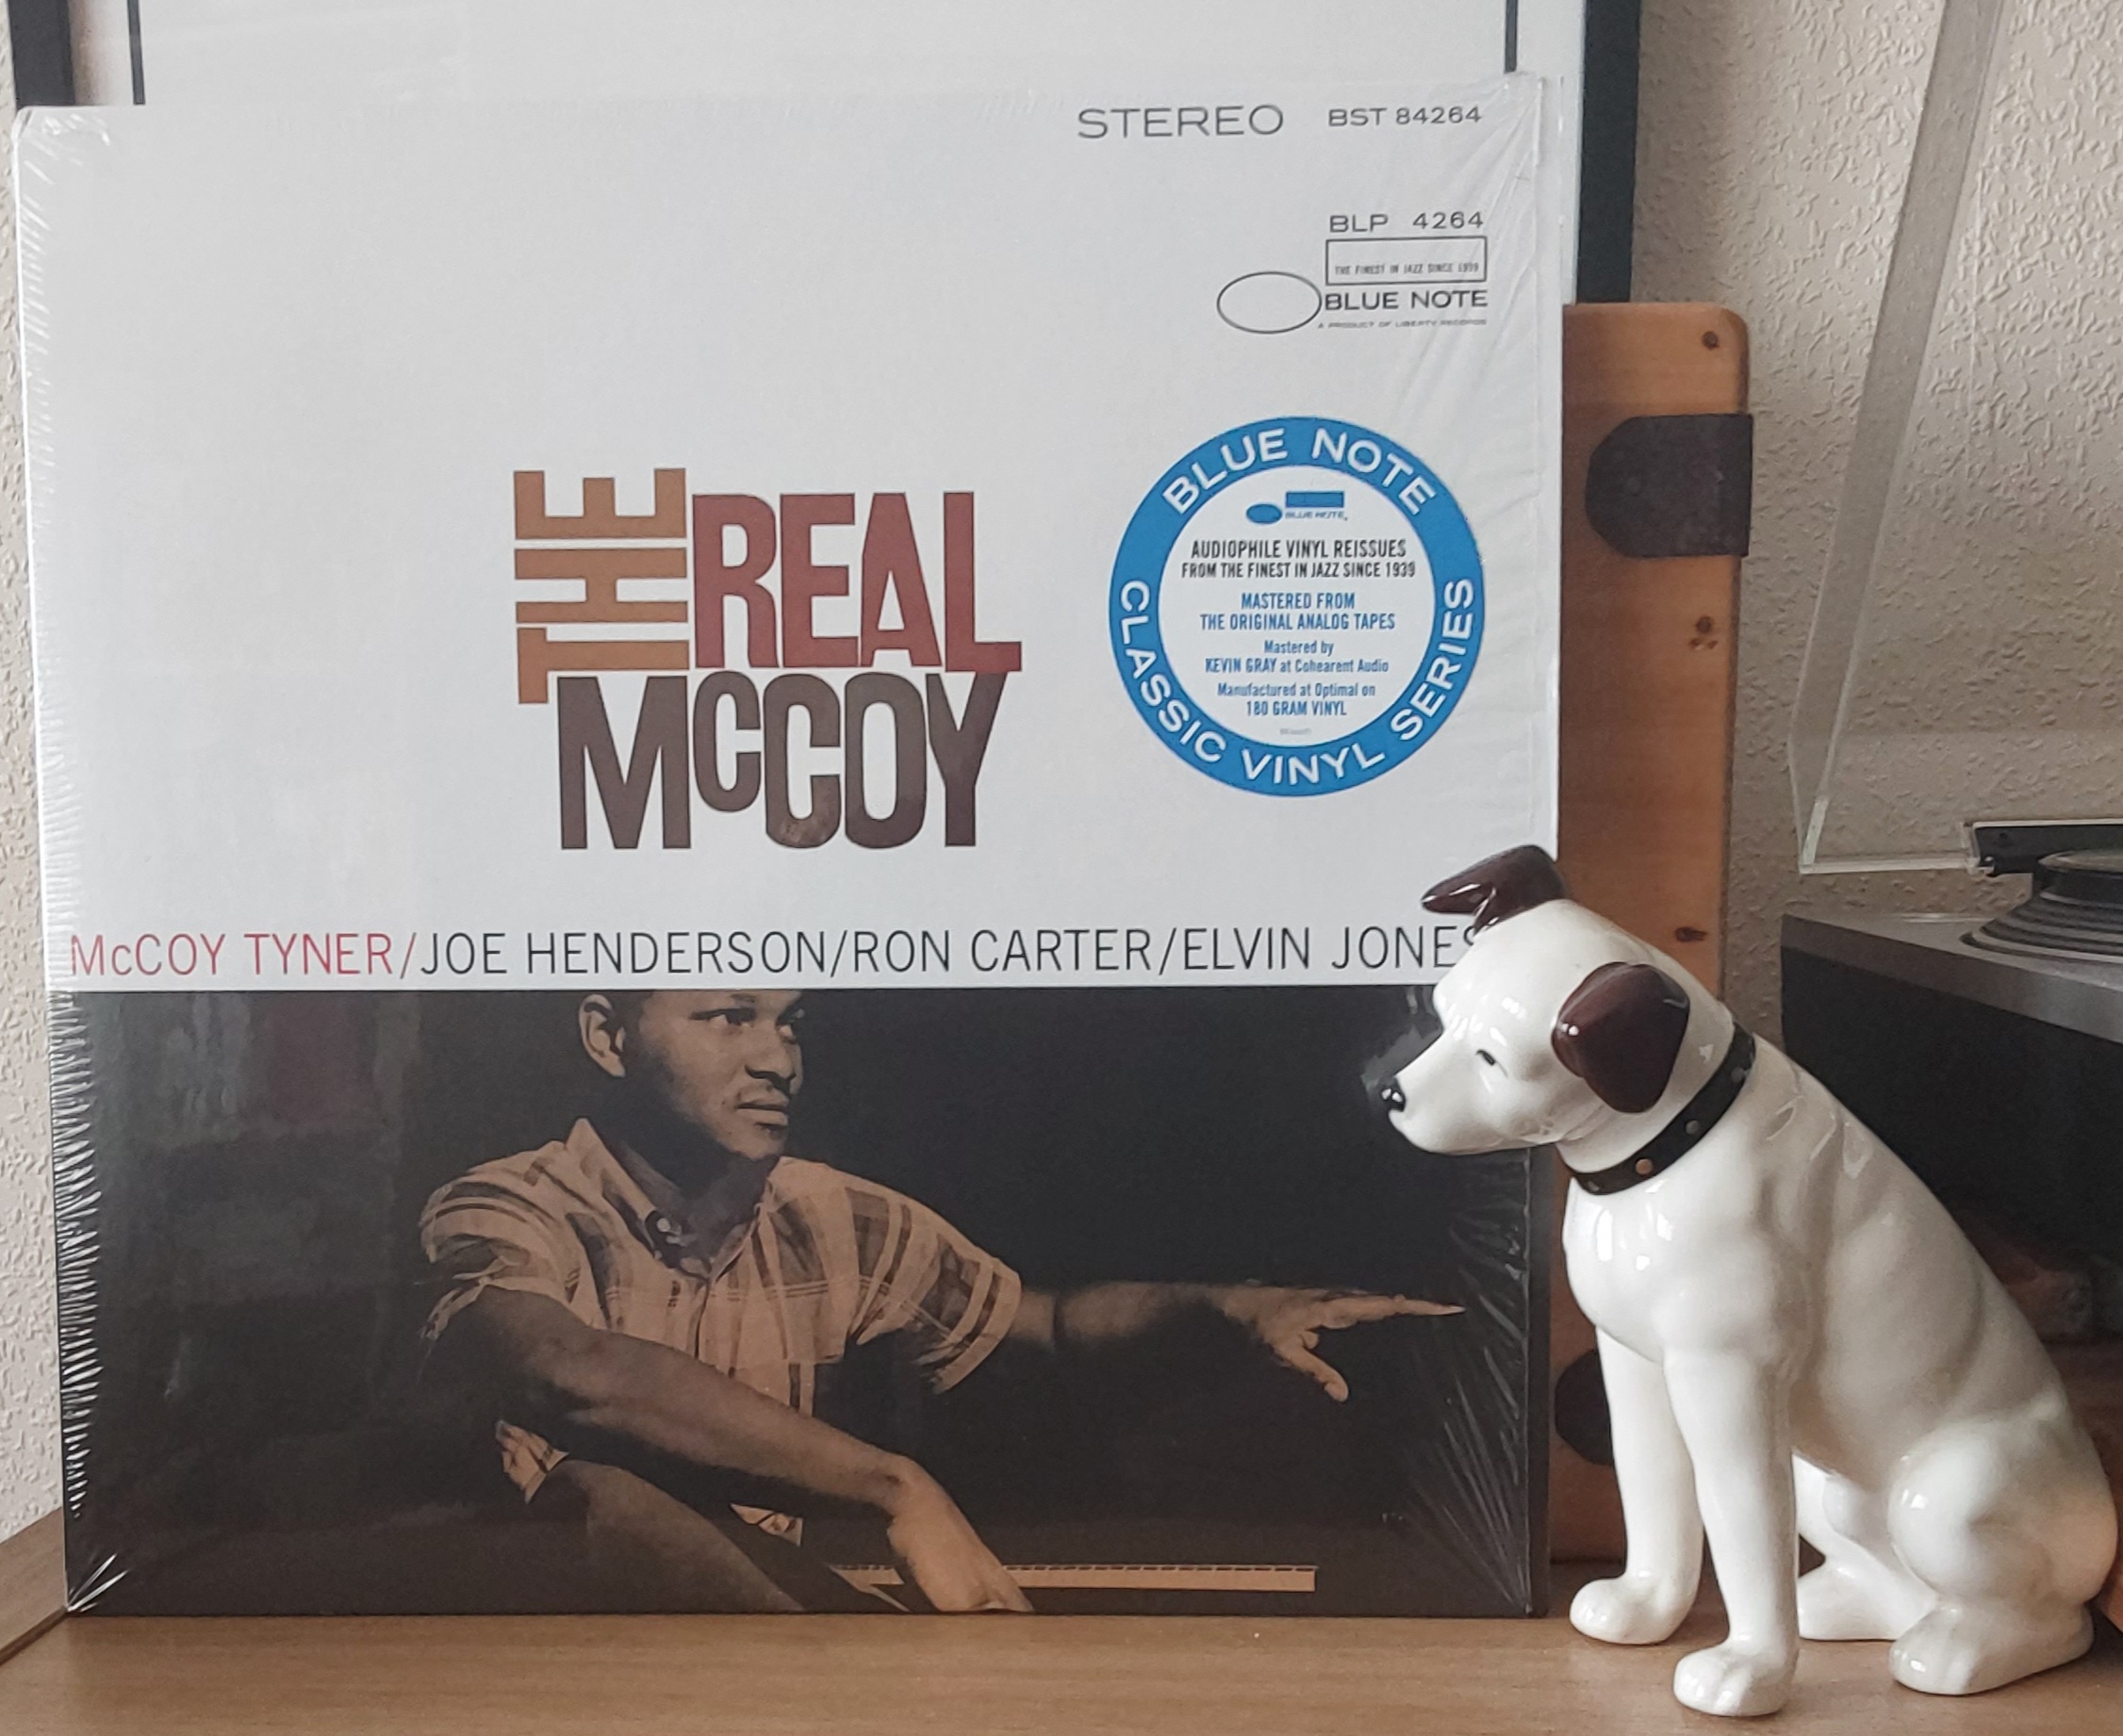 STEREO BST 84264
BLP 4264
THE FINEST IN JAZZ SINCE 1939
BLUE NOTE
A PRODUCT OF LIBERTY RECORDS
THE
REAL
McCOY
BLUE NOTE
BLUE NOTE
AUDIOPHILE VINYL REISSUES
FROM THE FINEST IN JAZZ SINCE 1939
MASTERED FROM
THE ORIGINAL ANALOG TAPES
Mastered by
KEVIN GRAY at Cohearent Audio
Manufactured at Optimal on
180 GRAM VINYL
CLASSIC VINYL SERIES
McCOY TYNER/JOE HENDERSON/RON CARTER/ELVIN JONES